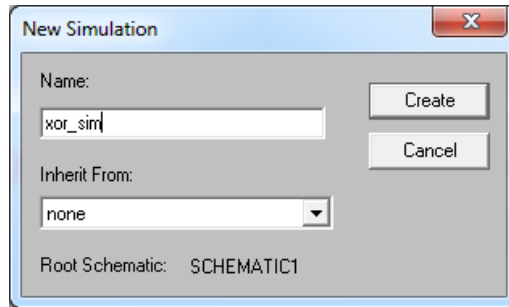 New Simulation
Name:
Create
xor_sim
Cancel
Inherit From:
none
Root Schematic: SCHEMATIC1